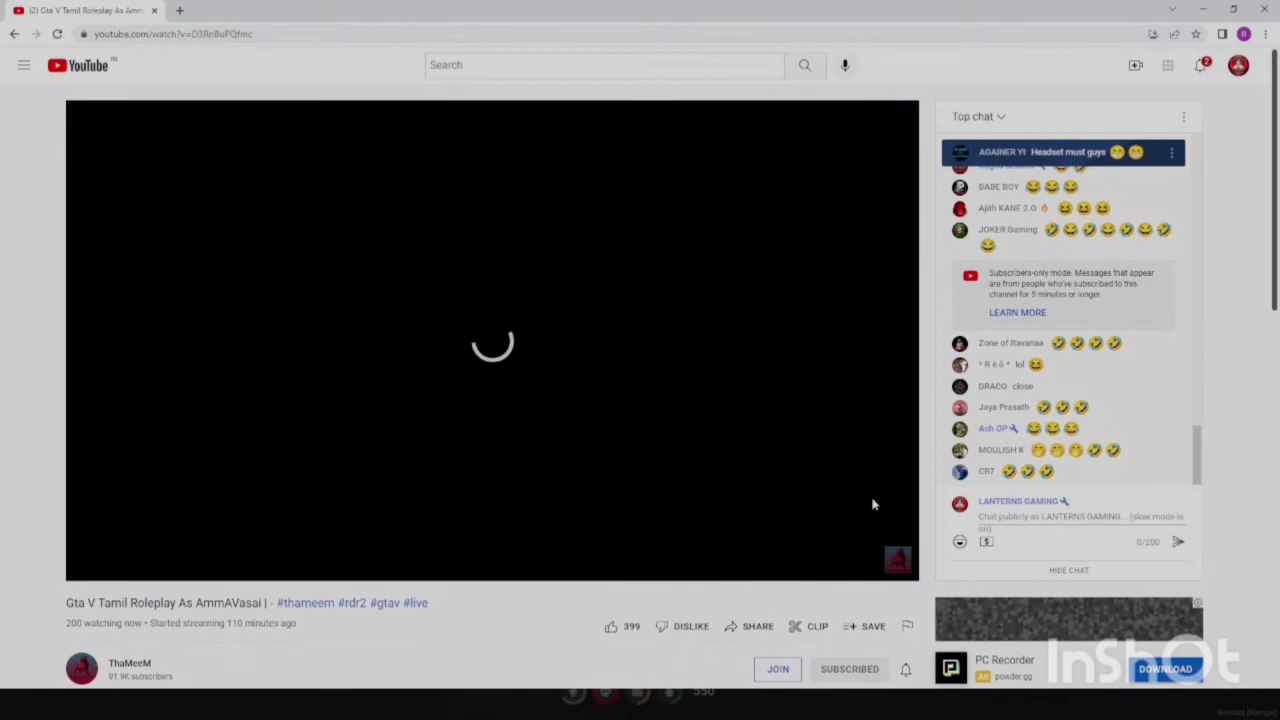 (2) Gta V Tamil Roleplay As Amm
youtube.com/watch?v=D3RnBuPQfmc
YouTube IN
Search
2
Top chat
AGAINER Yt Headset must guys 😁 😁
BABE BOY 😂 😂 😂
Ajith KANE 2.0 🔥 😆 😆 😆
JOKER Gaming 🤣 😂 🤣 😂 🤣 😂 🤣
😂
Subscribers-only mode. Messages that appear
are from people who've subscribed to this
channel for 5 minutes or longer.
LEARN MORE
Zone of Ravanaa 🤣 🤣 🤣 🤣
* R ë ô * lol 😆
DRACO close
Jaya Prasath 🤣 🤣 🤣
Ash OP 😂 😂 😂
MOULISH K 🤭 🤭 🤭 🤣 🤣
CR7 🤣 🤣 🤣
LANTERNS GAMING
Chat publicly as LANTERNS GAMING... (slow mode is
on)
0/200
HIDE CHAT
Gta V Tamil Roleplay As AmmAVasai | - #thameem #rdr2 #gtav #live
200 watching now • Started streaming 110 minutes ago
399 DISLIKE SHARE CLIP SAVE
ThaMeeM
91.9K subscribers
JOIN SUBSCRIBED
PC Recorder
Ad powder.gg
DOWNLOAD
InShOt
550